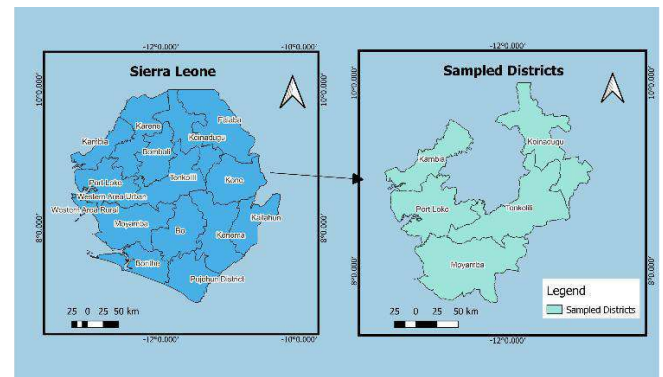 -12°0.000'
-10°0.000'
Sierra Leone
10°0.000'
10°0.000'
Falaba
Karene
Koinadugu
Kambia
Bombali
Tonkolili
Kono
Port Loko
Western Area Urban
Western Area Rural
Kailahun
Moyamba
Bo
Kenema
8°0.000'
8°0.000'
Bonthe
Pujehun District
25 0 25 50 km
-12°0.000'
-10°0.000'
-12°0.000'
Sampled Districts
10°0.000'
10°0.000'
Koinadugu
Kambia
Port Loko
Tonkolili
Moyamba
8°0.000'
8°0.000'
Legend
Sampled Districts
25 0 25 50 km
-12°0.000'